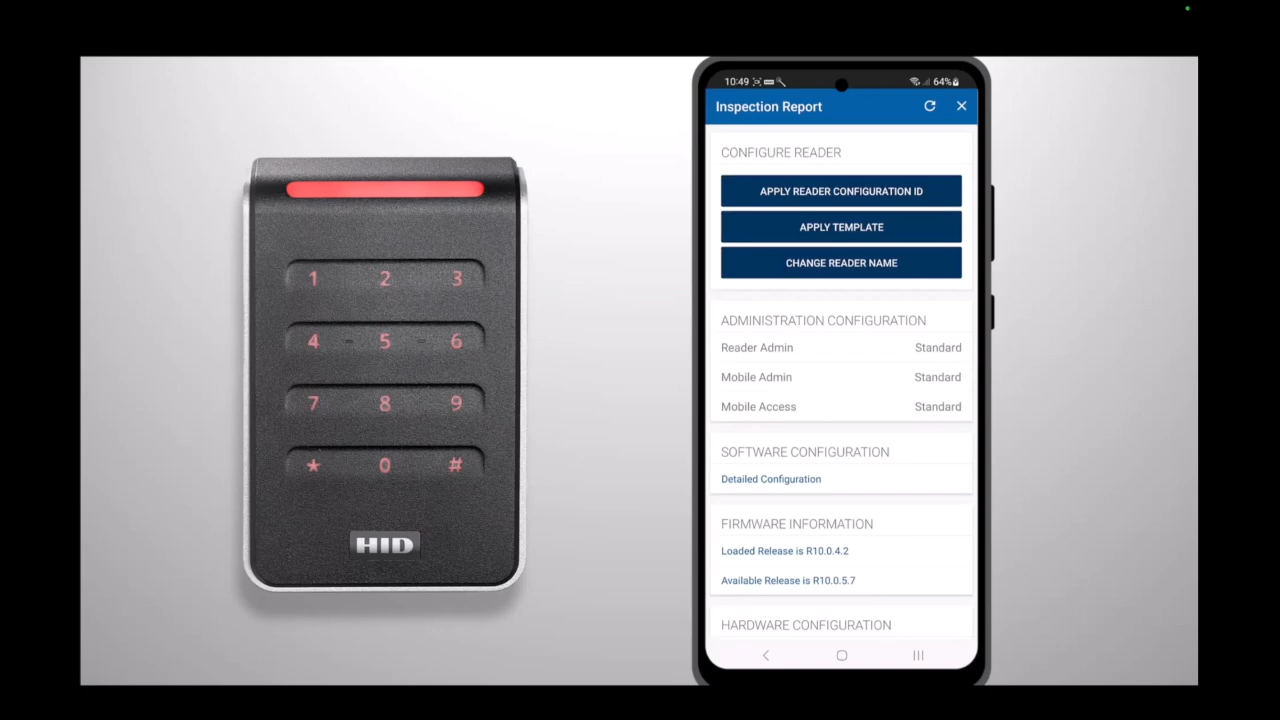 1 2 3
4 5 6
7 8 9
* 0 #
HID
10:49 64%
Inspection Report
CONFIGURE READER
APPLY READER CONFIGURATION ID
APPLY TEMPLATE
CHANGE READER NAME
ADMINISTRATION CONFIGURATION
Reader Admin Standard
Mobile Admin Standard
Mobile Access Standard
SOFTWARE CONFIGURATION
Detailed Configuration
FIRMWARE INFORMATION
Loaded Release is R10.0.4.2
Available Release is R10.0.5.7
HARDWARE CONFIGURATION